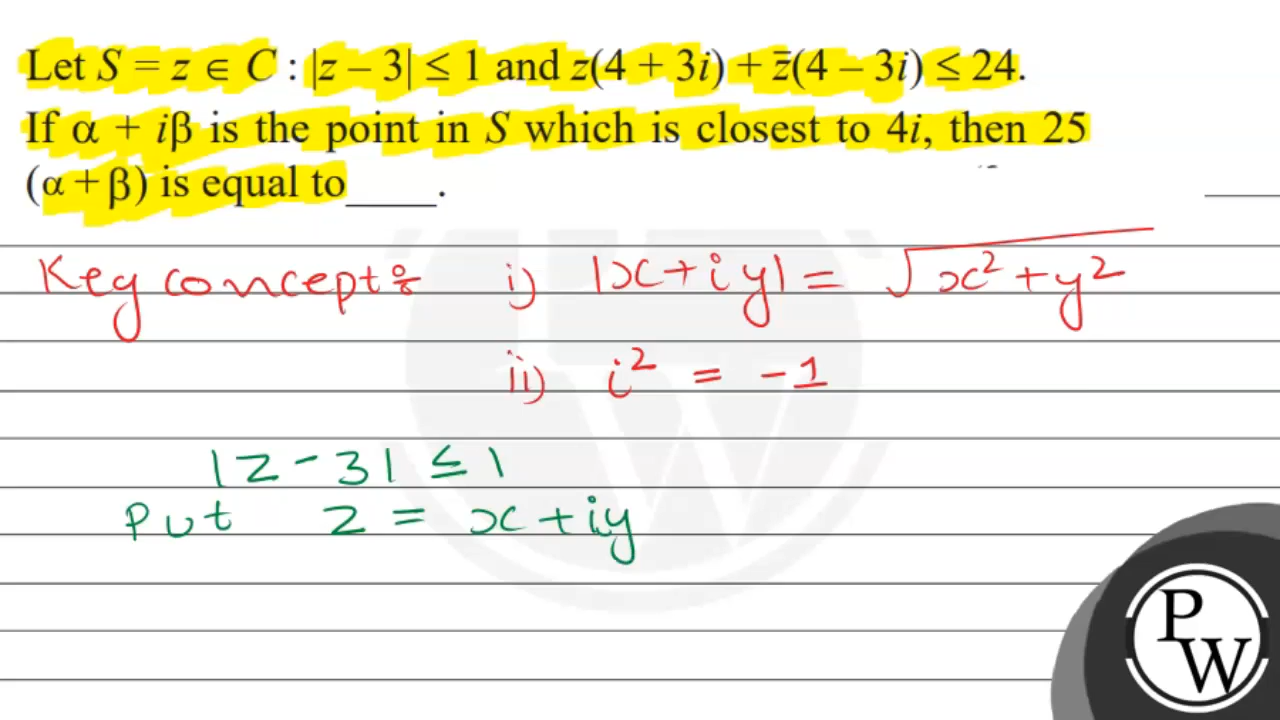 Let S = z ∈ C : |z – 3| ≤ 1 and z(4 + 3i) + z̄(4 – 3i) ≤ 24.
If α + iβ is the point in S which is closest to 4i, then 25
(α + β) is equal to____.
Key concept:
i) |x + iy| = √x² + y²
ii) i² = -1
|z - 3| ≤ 1
Put z = x + iy
P
W